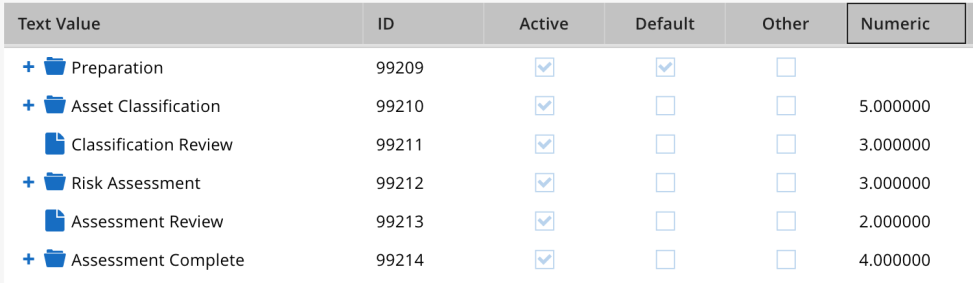 Text Value ID Active Default Other Numeric
Preparation 99209
Asset Classification 99210 5.000000
Classification Review 99211 3.000000
Risk Assessment 99212 3.000000
Assessment Review 99213 2.000000
Assessment Complete 99214 4.000000